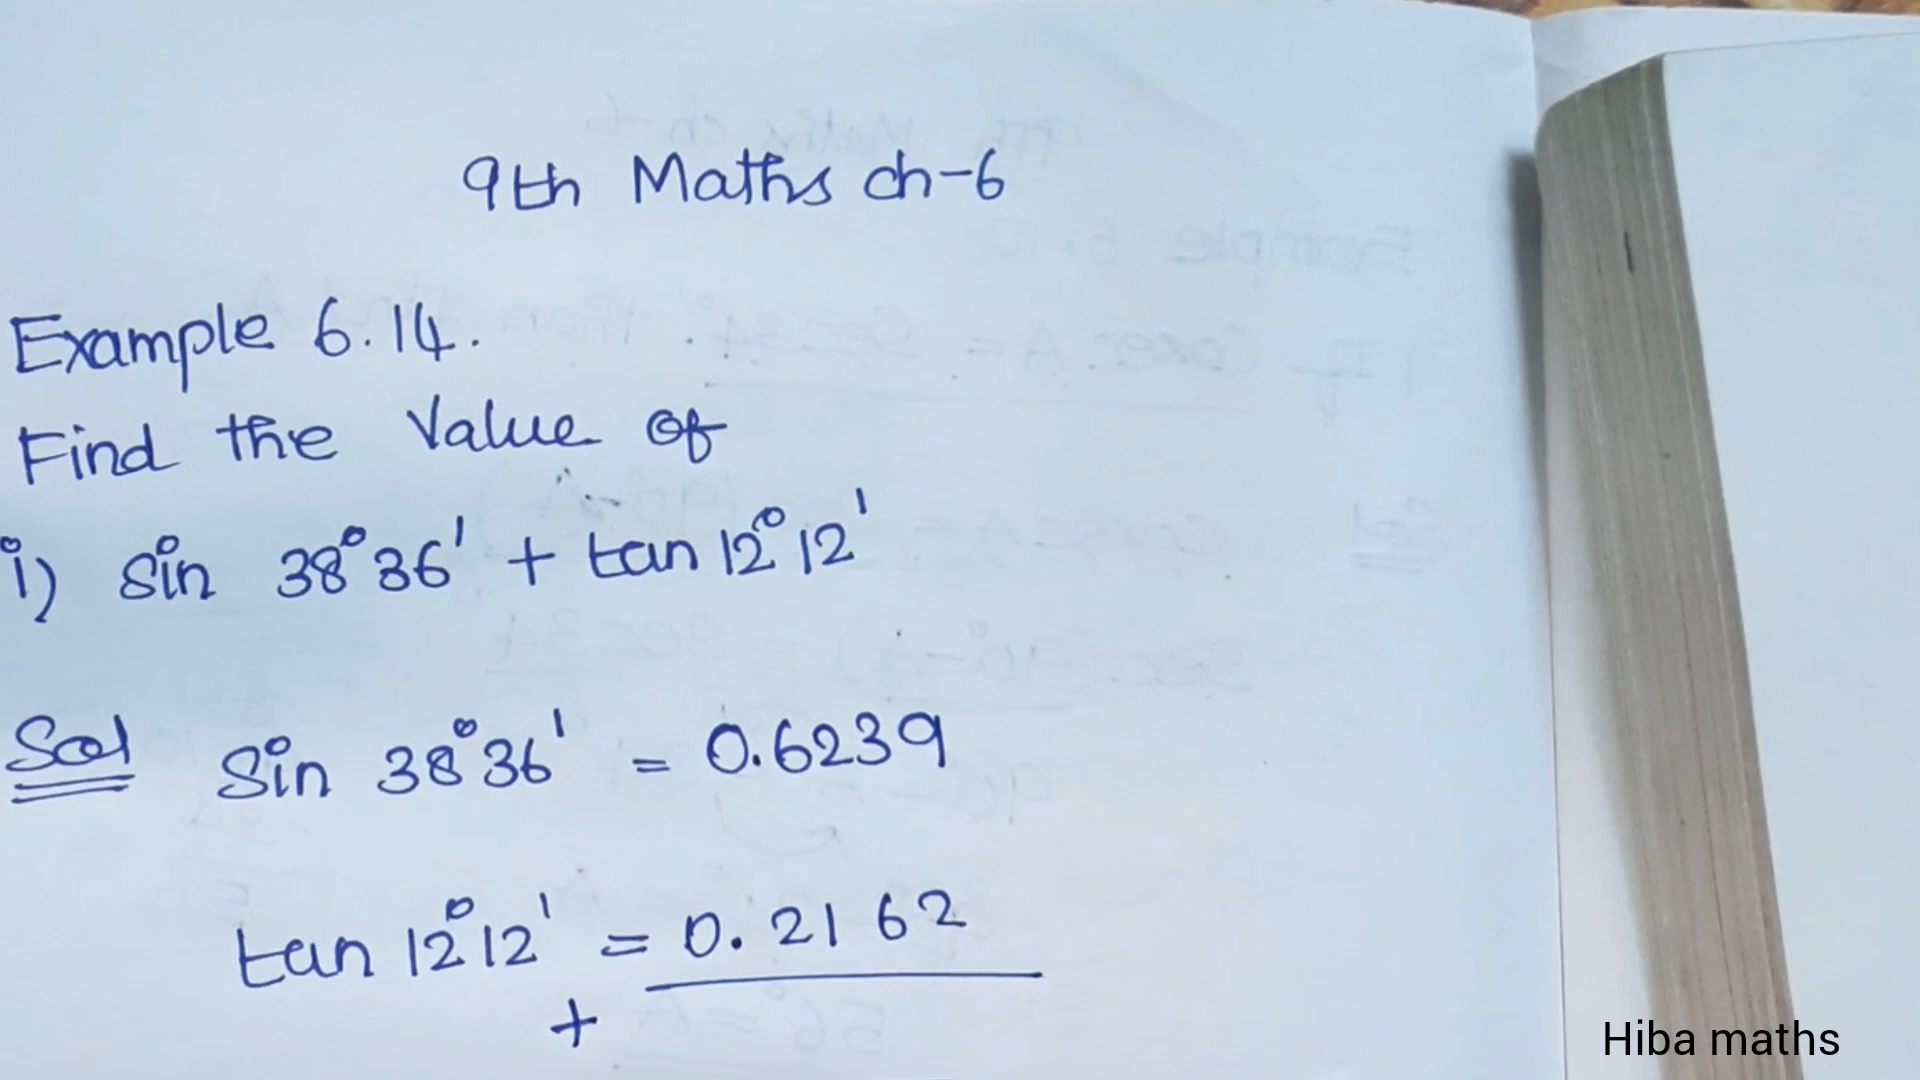 9th Maths ch-6
Example 6.14.
Find the Value of
i) Sin 38°36' + tan 12°12'
Sol Sin 38°36' = 0.6239
tan 12°12' = 0.2162
+
Hiba maths